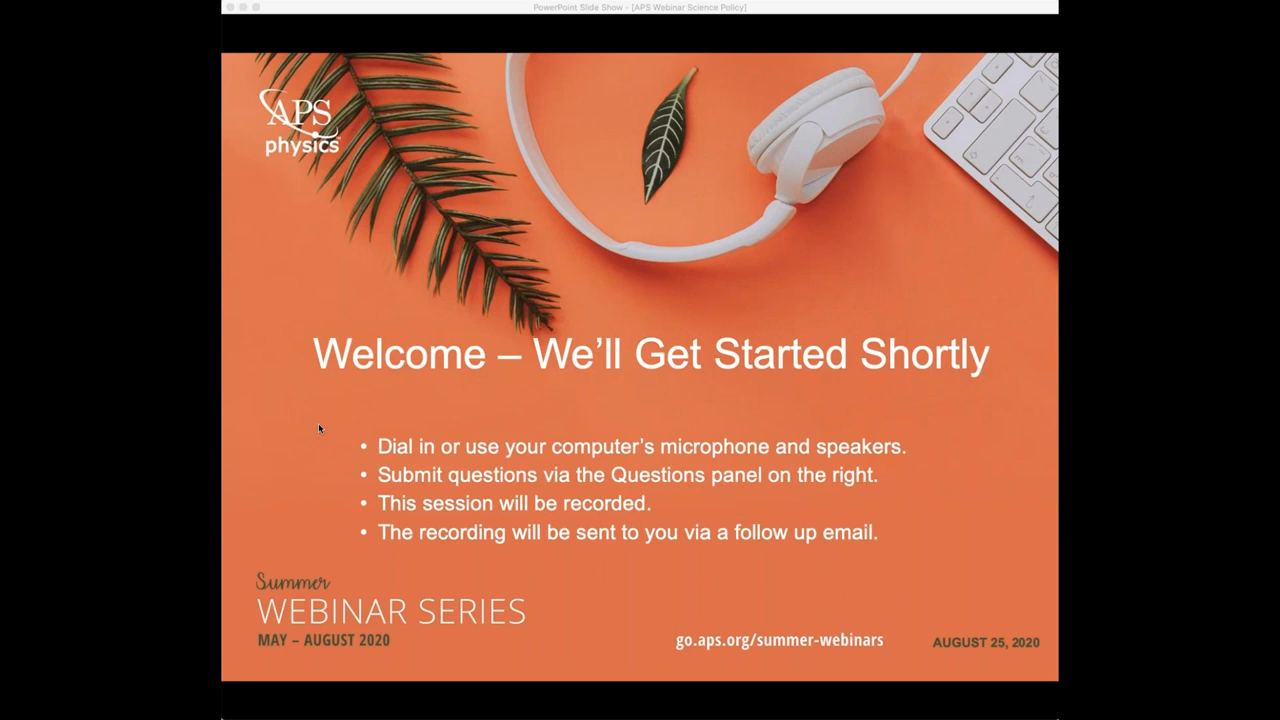 PowerPoint Slide Show - [APS Webinar Science Policy]
APS
physics
Welcome – We’ll Get Started Shortly
• Dial in or use your computer’s microphone and speakers.
• Submit questions via the Questions panel on the right.
• This session will be recorded.
• The recording will be sent to you via a follow up email.
Summer
WEBINAR SERIES
MAY – AUGUST 2020
go.aps.org/summer-webinars
AUGUST 25, 2020